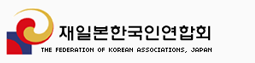 재일본한국인연합회
THE FEDERATION OF KOREAN ASSOCIATIONS, JAPAN